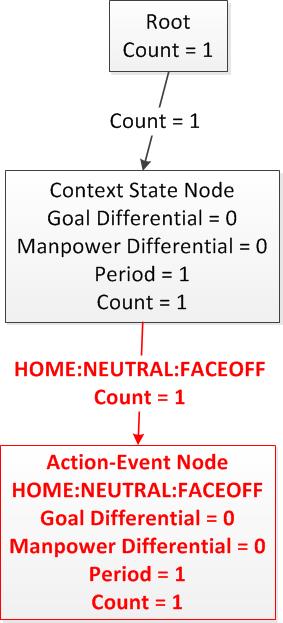 Root
Count = 1
Count = 1
Context State Node
Goal Differential = 0
Manpower Differential = 0
Period = 1
Count = 1
HOME:NEUTRAL:FACEOFF
Count = 1
Action-Event Node
HOME:NEUTRAL:FACEOFF
Goal Differential = 0
Manpower Differential = 0
Period = 1
Count = 1